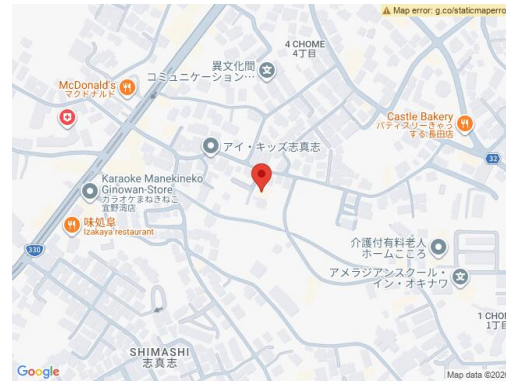 Map error: g.co/staticmaperro
4 CHOME
4丁目
異文化間
コミュニケーション…
McDonald's
マクドナルド
Castle Bakery
パティスリーきゃっ
する 長田店
アイ・キッズ志真志
32
Karaoke Manekineko
Ginowan-Store
カラオケまねきねこ
宜野湾店
味処皐
Izakaya restaurant
330
介護付有料老人
ホームこころ
アメラジアンスクール・
イン・オキナワ
1 CHOM
1丁目
SHIMASHI
志真志
Google
Map data ©2026